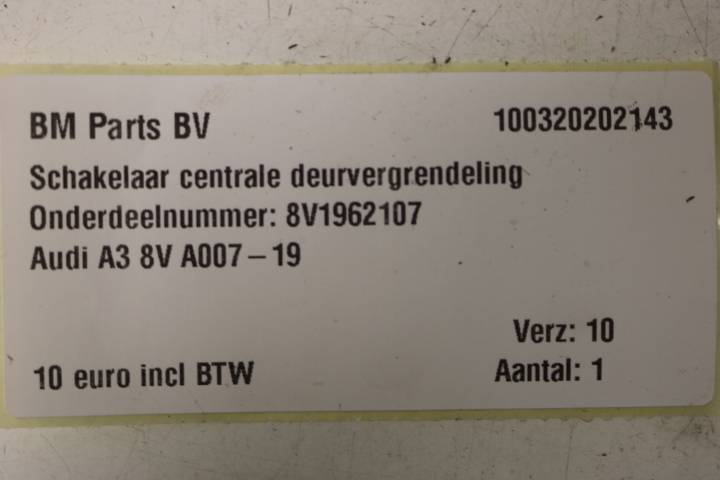 BM Parts BV 100320202143
Schakelaar centrale deurvergrendeling
Onderdeelnummer: 8V1962107
Audi A3 8V A007 – 19
Verz: 10
10 euro incl BTW Aantal: 1